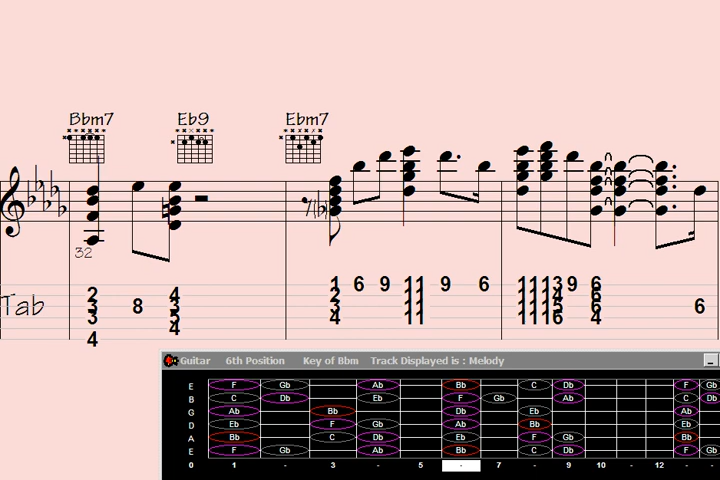 Bbm7 Eb9 Ebm7
32
1 6 9 11 9 6 11 11 13 9 6
2 4 2 11 11 11 14 6
Tab 3 8 3 3 11 11 11 15 6 6
3 5 4 11 11 11 16 4
4 4
Guitar 6th Position Key of Bbm Track Displayed is : Melody
E F Gb Ab Bb C Db F Gb
B C Db Eb F Gb Ab C Db
G Ab Bb Db Eb Ab
D Eb F Gb Ab Bb Eb
A Bb C Db Eb F Gb Bb
E F Gb Ab Bb C Db F Gb
0 1 - 3 - 5 - 7 - 9 10 - 12 - -